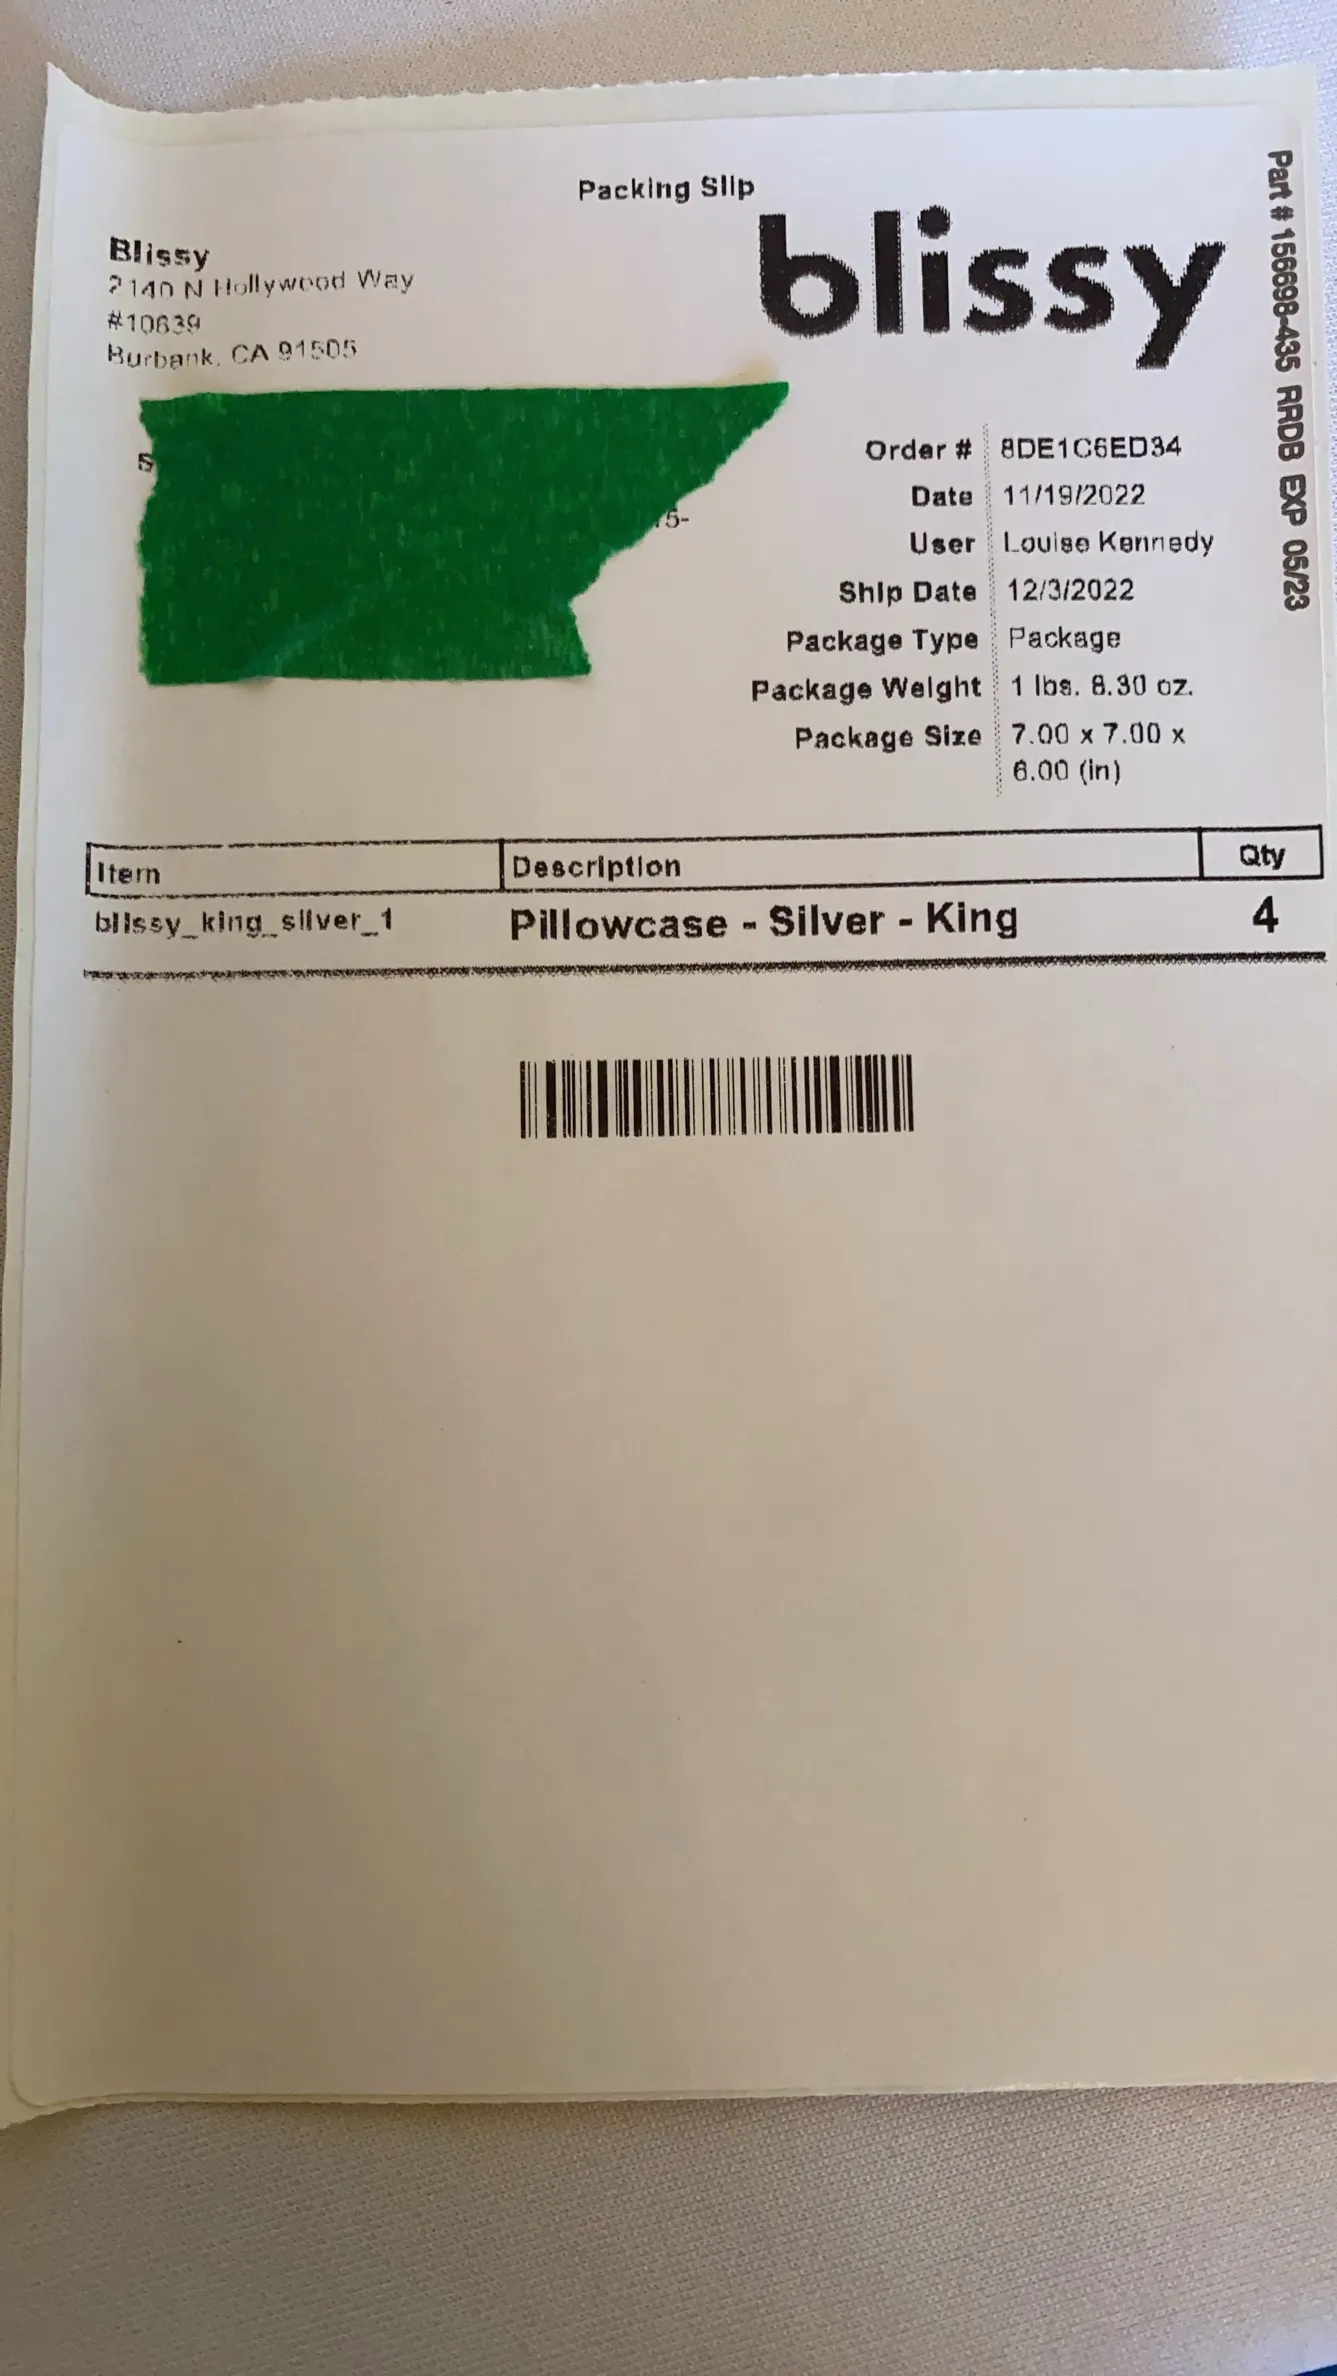 Packing Slip
blissy
Blissy
2140 N Hollywood Way
#10639
Burbank, CA 91505
Order # 8DE1C6ED34
Date 11/19/2022
User Louise Kennedy
Ship Date 12/3/2022
Package Type Package
Package Weight 1 lbs. 8.30 oz.
Package Size 7.00 x 7.00 x
6.00 (in)
Part # 156698-435 RRDB EXP 05/23
Item Description Qty
blissy_king_silver_1 Pillowcase - Silver - King 4